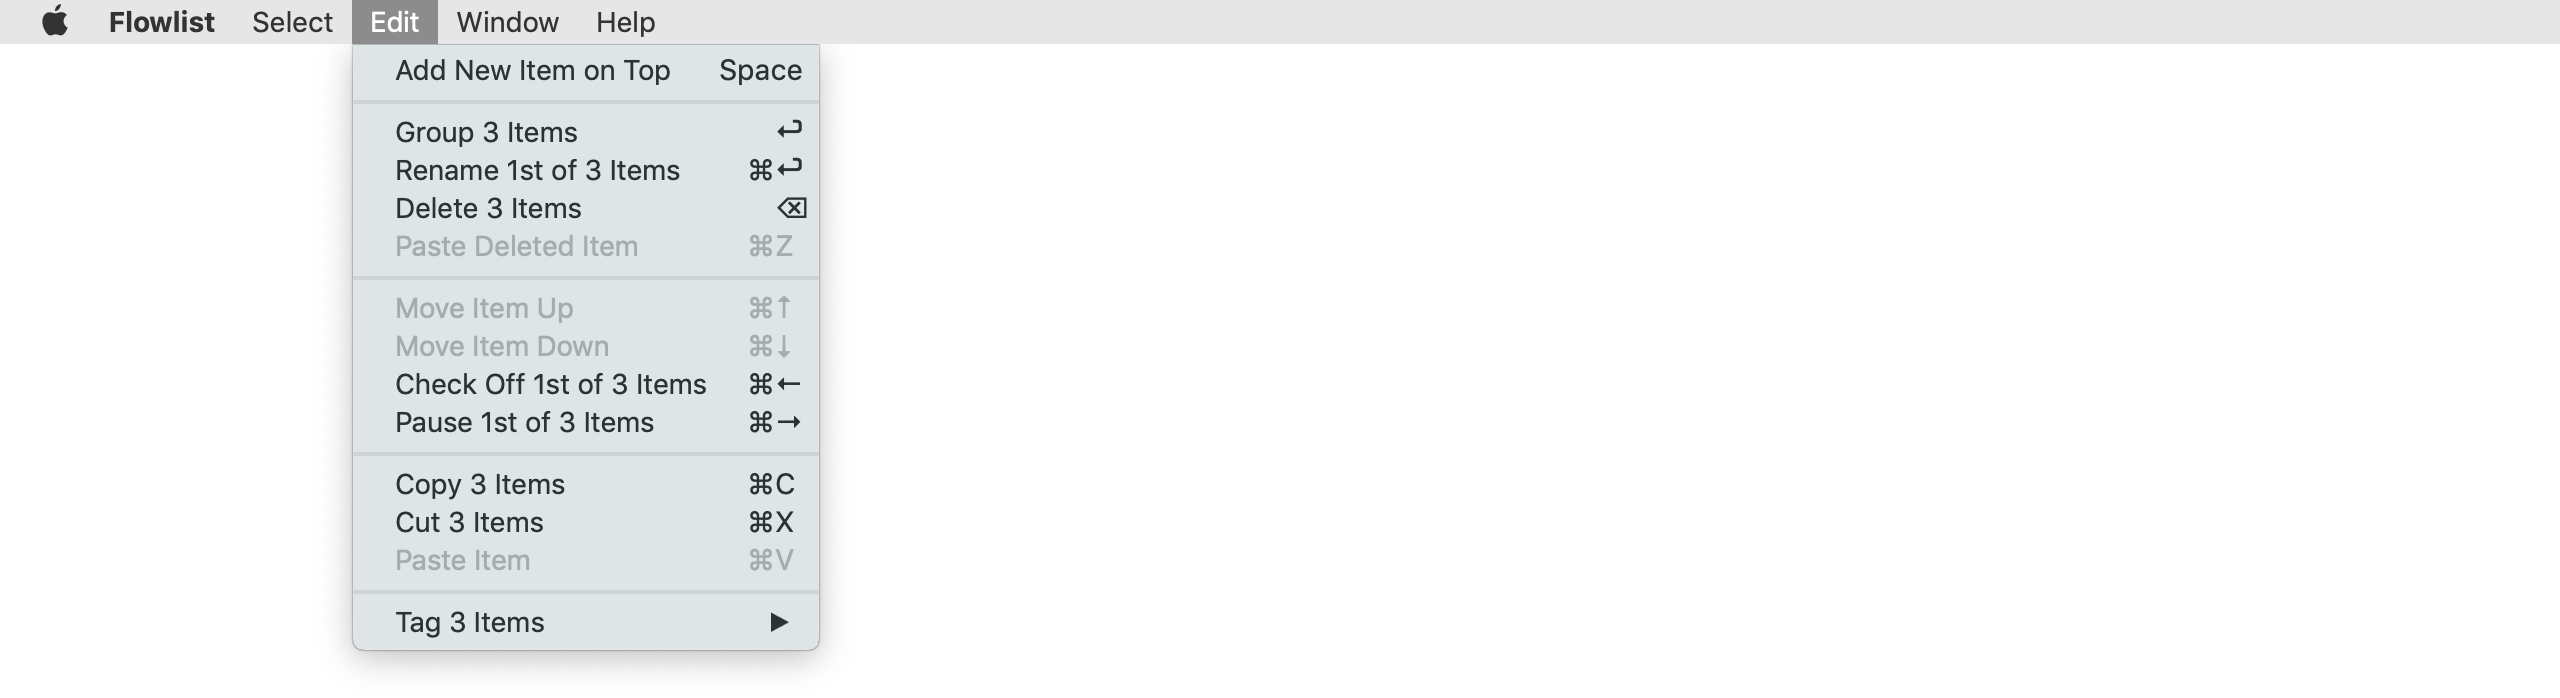 Flowlist Select Edit Window Help
Add New Item on Top Space
Group 3 Items ↩
Rename 1st of 3 Items ⌘↩
Delete 3 Items ⌫
Paste Deleted Item ⌘Z
Move Item Up ⌘↑
Move Item Down ⌘↓
Check Off 1st of 3 Items ⌘←
Pause 1st of 3 Items ⌘→
Copy 3 Items ⌘C
Cut 3 Items ⌘X
Paste Item ⌘V
Tag 3 Items ▶